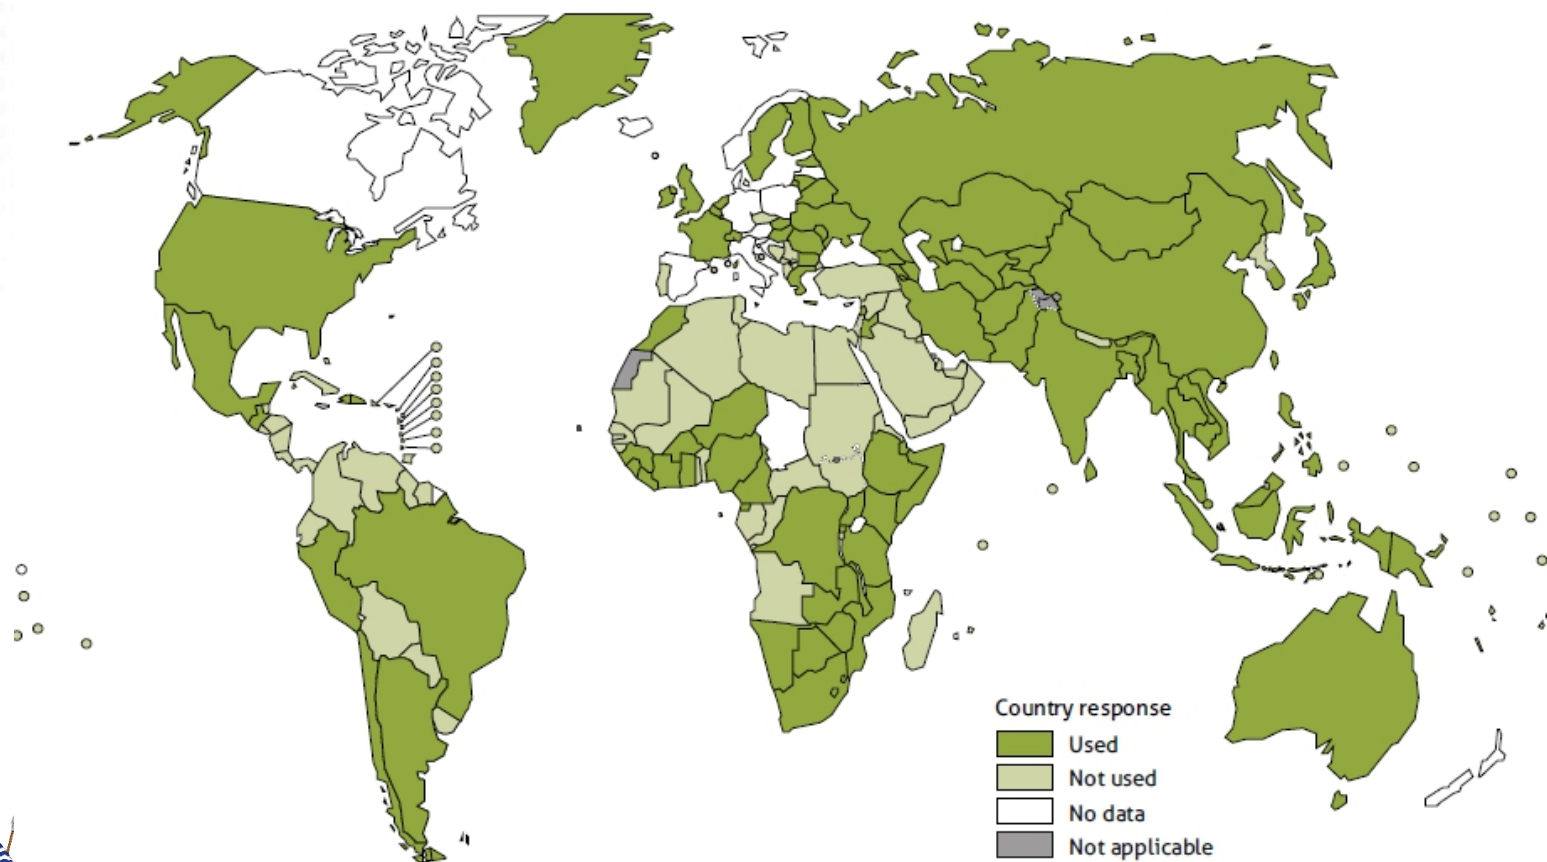 Country response
Used
Not used
No data
Not applicable